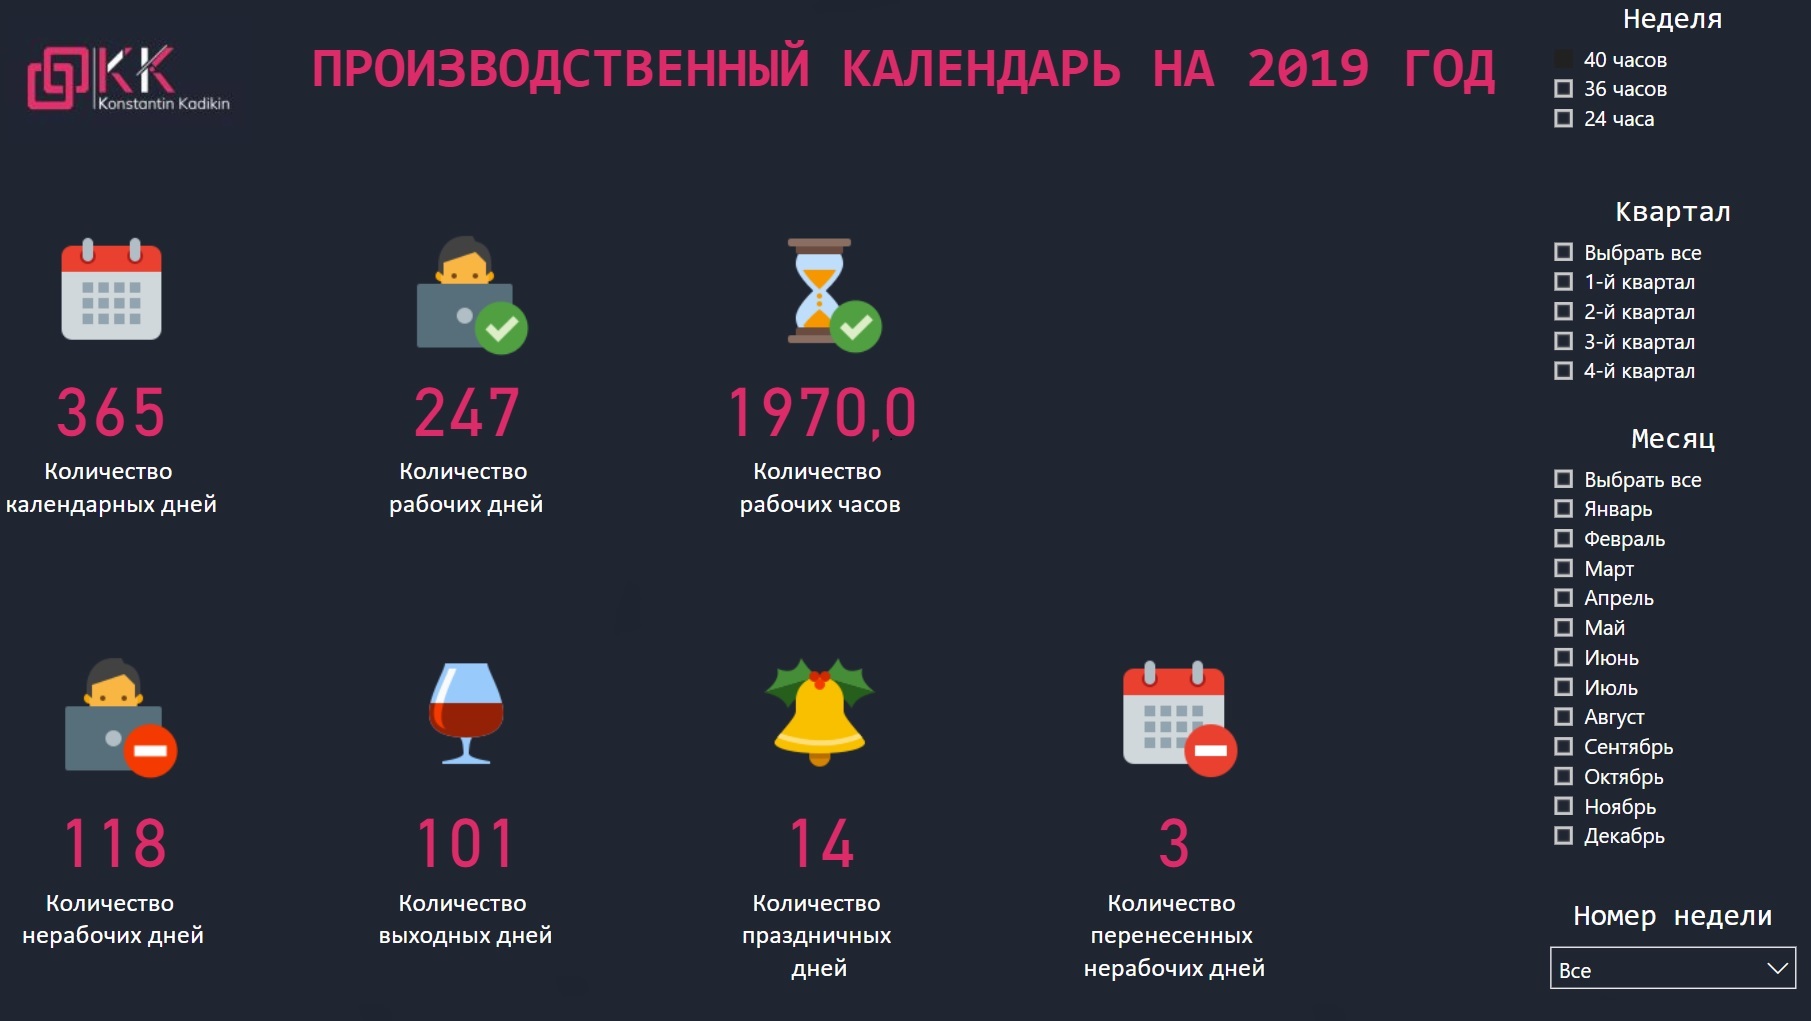 KK
Konstantin Kadikin
ПРОИЗВОДСТВЕННЫЙ КАЛЕНДАРЬ НА 2019 ГОД
365
Количество
календарных дней
247
Количество
рабочих дней
1970,0
Количество
рабочих часов
118
Количество
нерабочих дней
101
Количество
выходных дней
14
Количество
праздничных
дней
3
Количество
перенесенных
нерабочих дней
Неделя
40 часов
36 часов
24 часа
Квартал
Выбрать все
1-й квартал
2-й квартал
3-й квартал
4-й квартал
Месяц
Выбрать все
Январь
Февраль
Март
Апрель
Май
Июнь
Июль
Август
Сентябрь
Октябрь
Ноябрь
Декабрь
Номер недели
Все